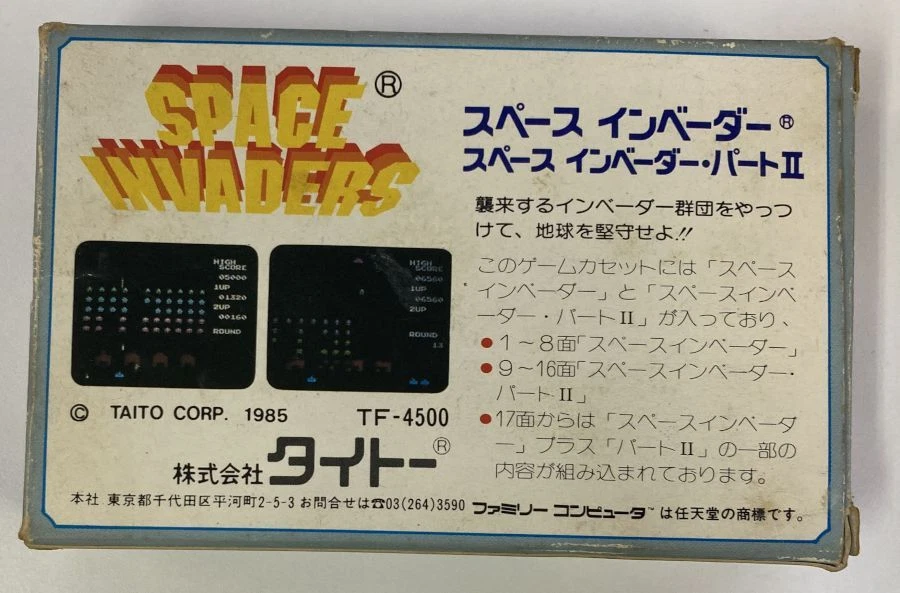 SPACE ®
INVADERS
スペース インベーダー®
スペース インベーダー・パートⅡ
襲来するインベーダー群団をやっつ
けて、地球を堅守せよ!!
このゲームカセットには「スペース
インベーダー」と「スペースインベ
ーダー・パートⅡ」が入っており、
●1~8面「スペースインベーダー」
●9~16面「スペースインベーダー・
パートⅡ」
●17面からは「スペースインベーダ
ー」プラス「パートⅡ」の一部の
内容が組み込まれております。
HIGH
SCORE
05000
1UP
01320
2UP
00160
ROUND
HIGH
SCORE
06560
1UP
06560
2UP
ROUND
13
© TAITO CORP. 1985 TF-4500
株式会社 タイトー®
本社 東京都千代田区平河町2-5-3 お問合せは☎03(264)3590
ファミリー コンピュータ™は任天堂の商標です。